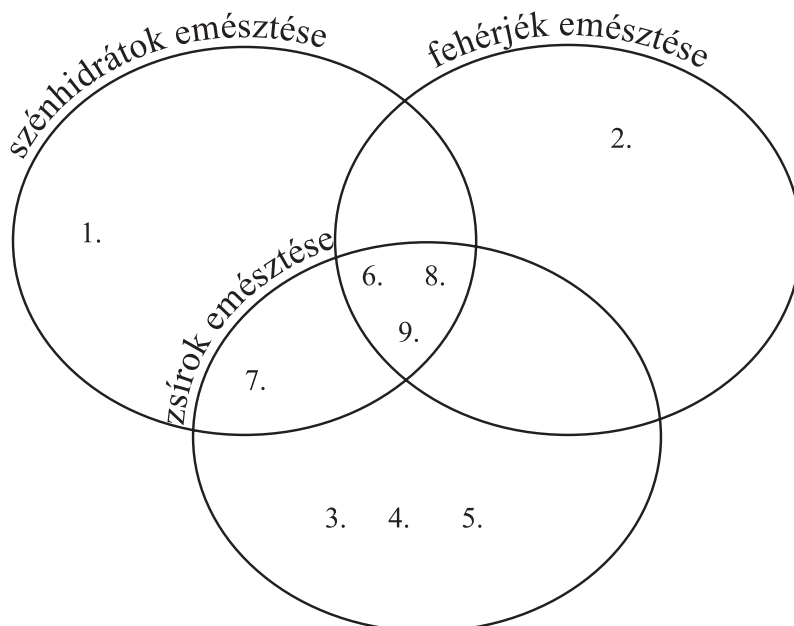 szénhidrátok emésztése
fehérjék emésztése
2.
1.
zsírok emésztése
6. 8.
9.
7.
3. 4. 5.